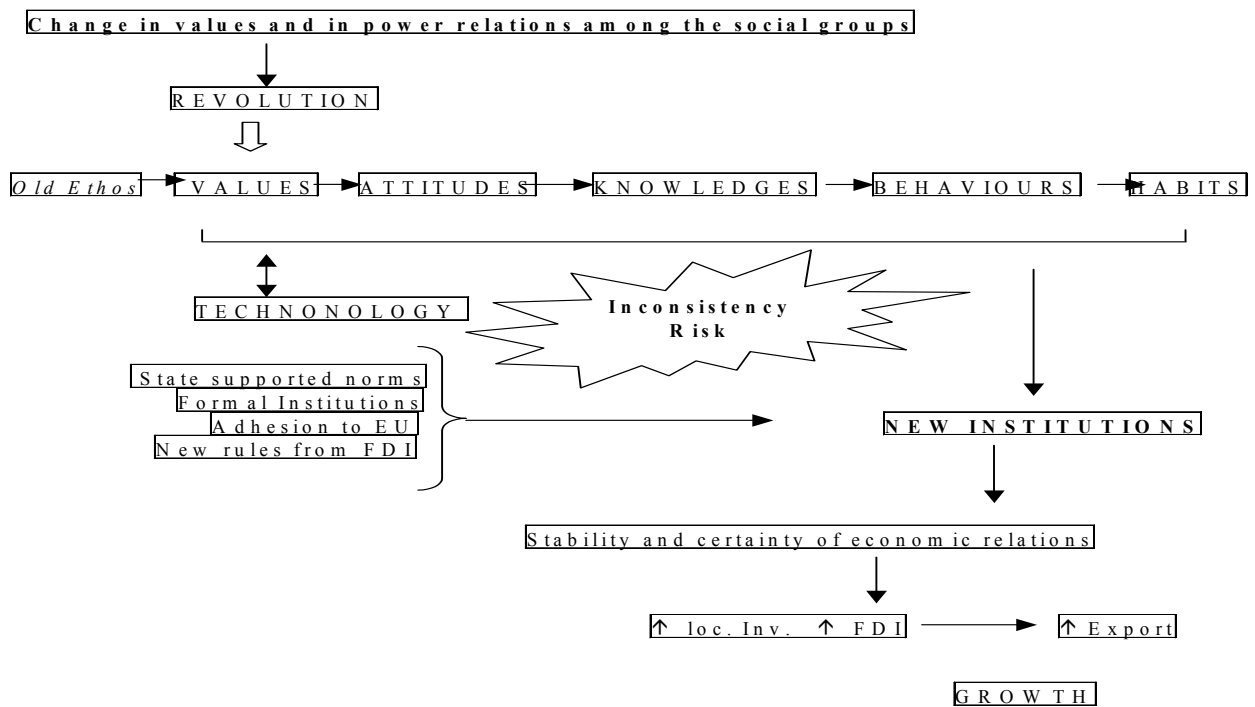 Change in values and in power relations among the social groups
REVOLUTION
Old Ethos VALUES ATTITUDES KNOWLEDGES BEHAVIOURS HABITS
TECHNONOLOGY
Inconsistency
Risk
State supported norms
Formal Institutions
Adhesion to EU
New rules from FDI
NEW INSTITUTIONS
Stability and certainty of economic relations
↑ loc. Inv. ↑ FDI ↑ Export
GROWTH